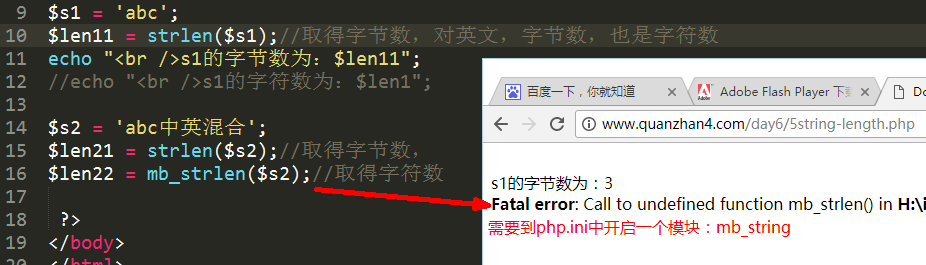 9 $s1 = 'abc';
10 $len11 = strlen($s1);//取得字节数，对英文，字节数，也是字符数
11 echo "<br />s1的字节数为：$len11";
12 //echo "<br />s1的字符数为：$len1";
13
14 $s2 = 'abc中英混合';
15 $len21 = strlen($s2);//取得字节数，
16 $len22 = mb_strlen($s2);//取得字符数
17
18 ?>
19 </body>
20 </html>
百度一下，你就知道
Adobe Flash Player 下载
Do
www.quanzhan4.com/day6/5string-length.php
s1的字节数为：3
Fatal error: Call to undefined function mb_strlen() in H:\i
需要到php.ini中开启一个模块：mb_string